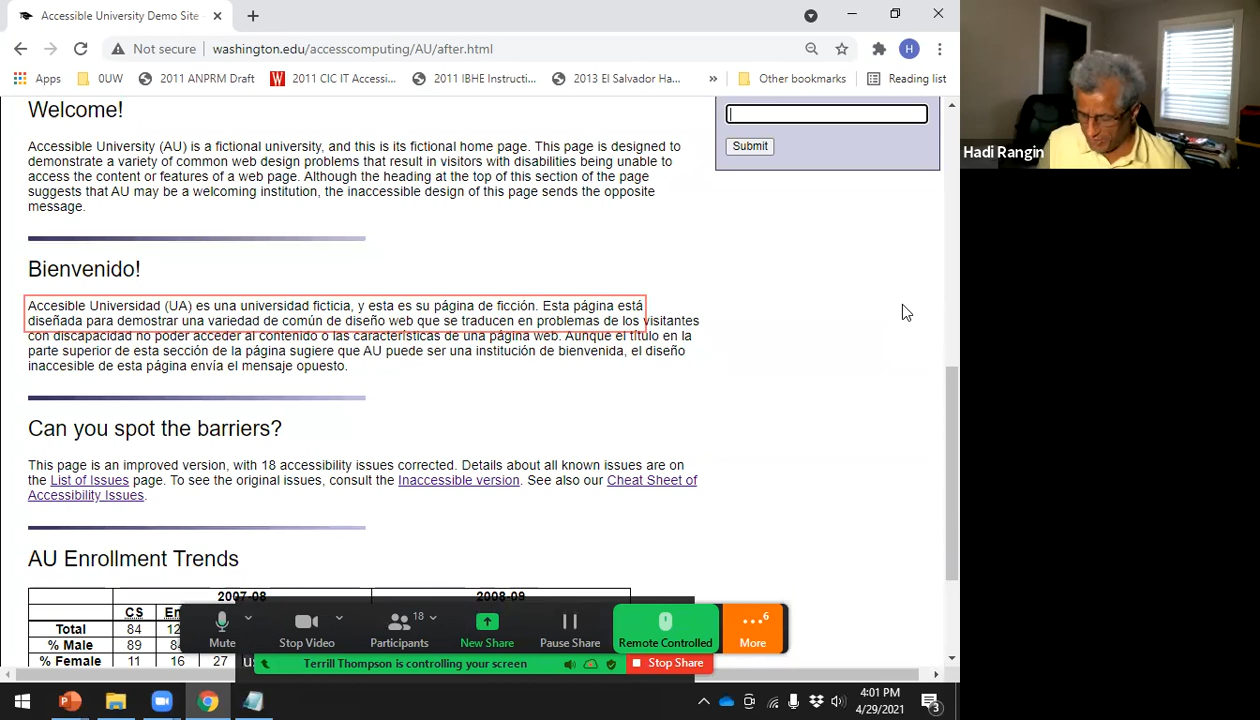 Accessible University Demo Site -
Not secure
washington.edu/accesscomputing/AU/after.html
H
Apps
0UW
2011 ANPRM Draft
2011 CIC IT Accessi...
2011 IBHE Instructi...
2013 El Salvador Ha...
»
Other bookmarks
Reading list
Welcome!
Accessible University (AU) is a fictional university, and this is its fictional home page. This page is designed to
demonstrate a variety of common web design problems that result in visitors with disabilities being unable to
access the content or features of a web page. Although the heading at the top of this section of the page
suggests that AU may be a welcoming institution, the inaccessible design of this page sends the opposite
message.
Submit
Hadi Rangin
Bienvenido!
Accesible Universidad (UA) es una universidad ficticia, y esta es su página de ficción. Esta página está
diseñada para demostrar una variedad de común de diseño web que se traducen en problemas de los visitantes
con discapacidad no poder acceder al contenido o las características de una página web. Aunque el título en la
parte superior de esta sección de la página sugiere que AU puede ser una institución de bienvenida, el diseño
inaccesible de esta página envía el mensaje opuesto.
Can you spot the barriers?
This page is an improved version, with 18 accessibility issues corrected. Details about all known issues are on
the List of Issues page. To see the original issues, consult the Inaccessible version. See also our Cheat Sheet of
Accessibility Issues.
AU Enrollment Trends
2007-08 2008-09
CS
Total 84
% Male 89
% Female 11 16 27
18
6
Mute
Stop Video
Participants
New Share
Pause Share
Remote Controlled
More
Terrill Thompson is controlling your screen
Stop Share
4:01 PM
4/29/2021
3